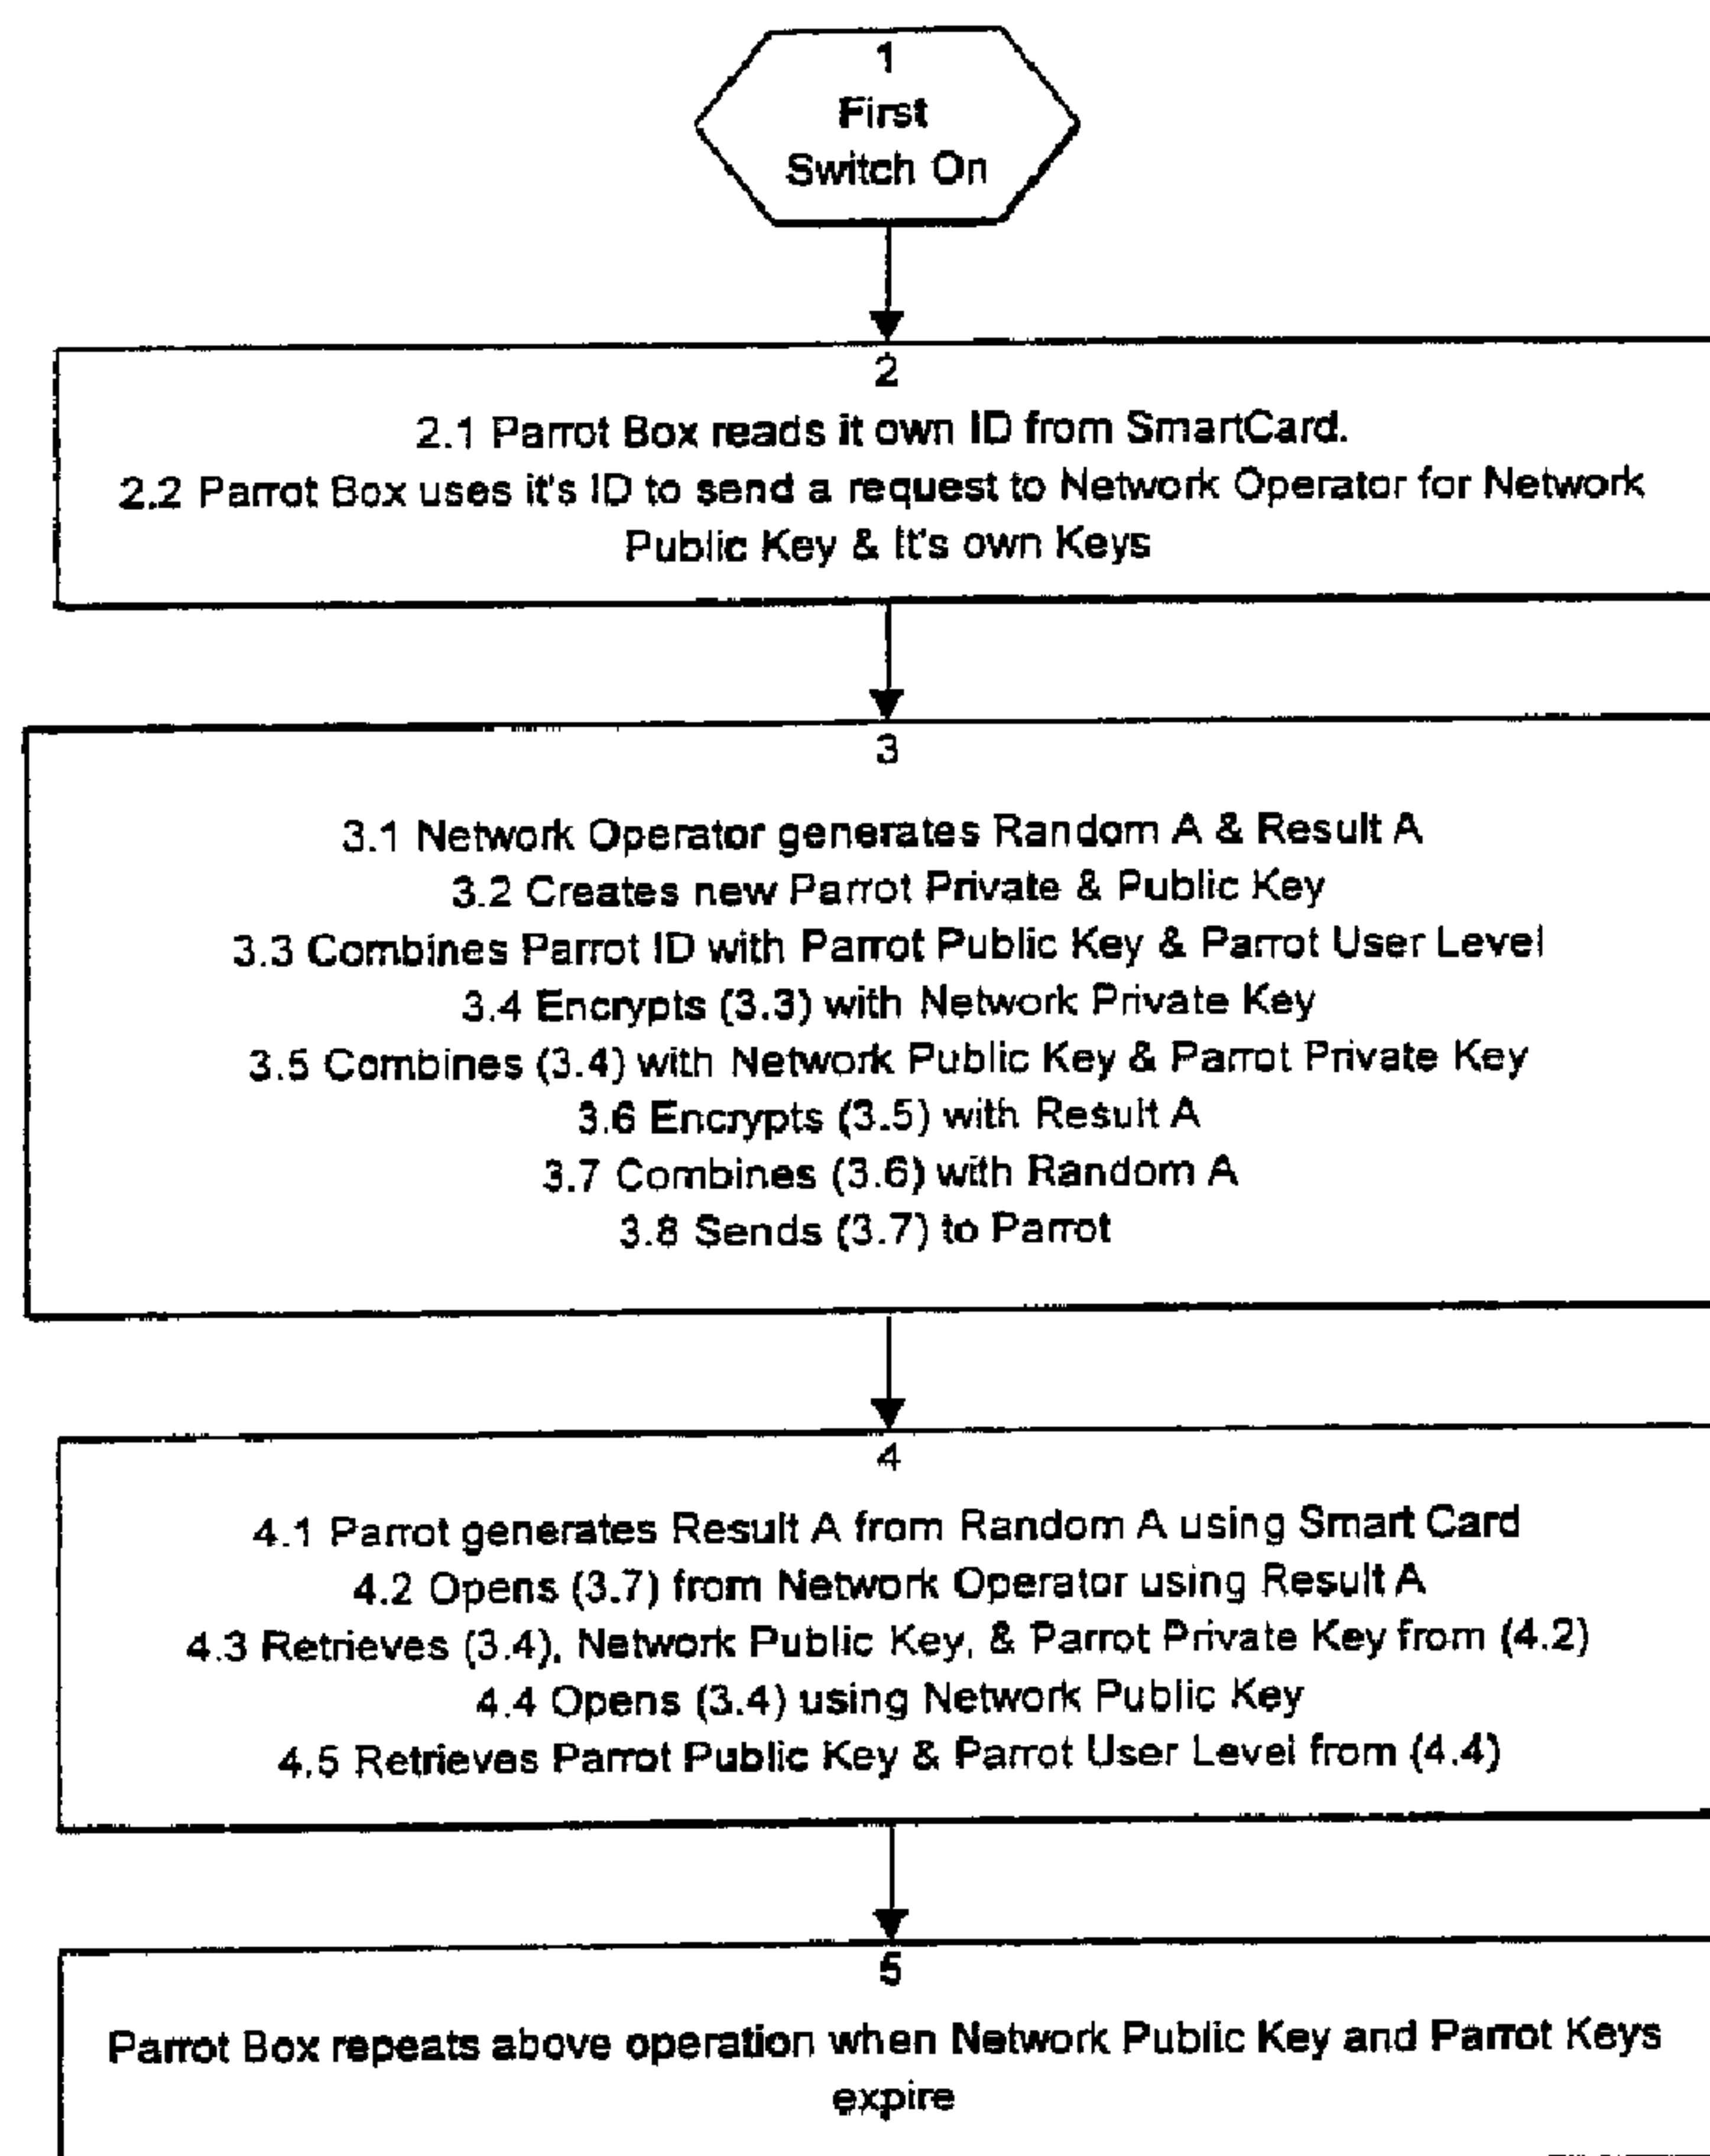 1
First
Switch On
2
2.1 Parrot Box reads it own ID from SmartCard.
2.2 Parrot Box uses it's ID to send a request to Network Operator for Network
Public Key & It's own Keys
3
3.1 Network Operator generates Random A & Result A
3.2 Creates new Parrot Private & Public Key
3.3 Combines Parrot ID with Parrot Public Key & Parrot User Level
3.4 Encrypts (3.3) with Network Private Key
3.5 Combines (3.4) with Network Public Key & Parrot Private Key
3.6 Encrypts (3.5) with Result A
3.7 Combines (3.6) with Random A
3.8 Sends (3.7) to Parrot
4
4.1 Parrot generates Result A from Random A using Smart Card
4.2 Opens (3.7) from Network Operator using Result A
4.3 Retrieves (3.4), Network Public Key, & Parrot Private Key from (4.2)
4.4 Opens (3.4) using Network Public Key
4.5 Retrieves Parrot Public Key & Parrot User Level from (4.4)
5
Parrot Box repeats above operation when Network Public Key and Parrot Keys
expire